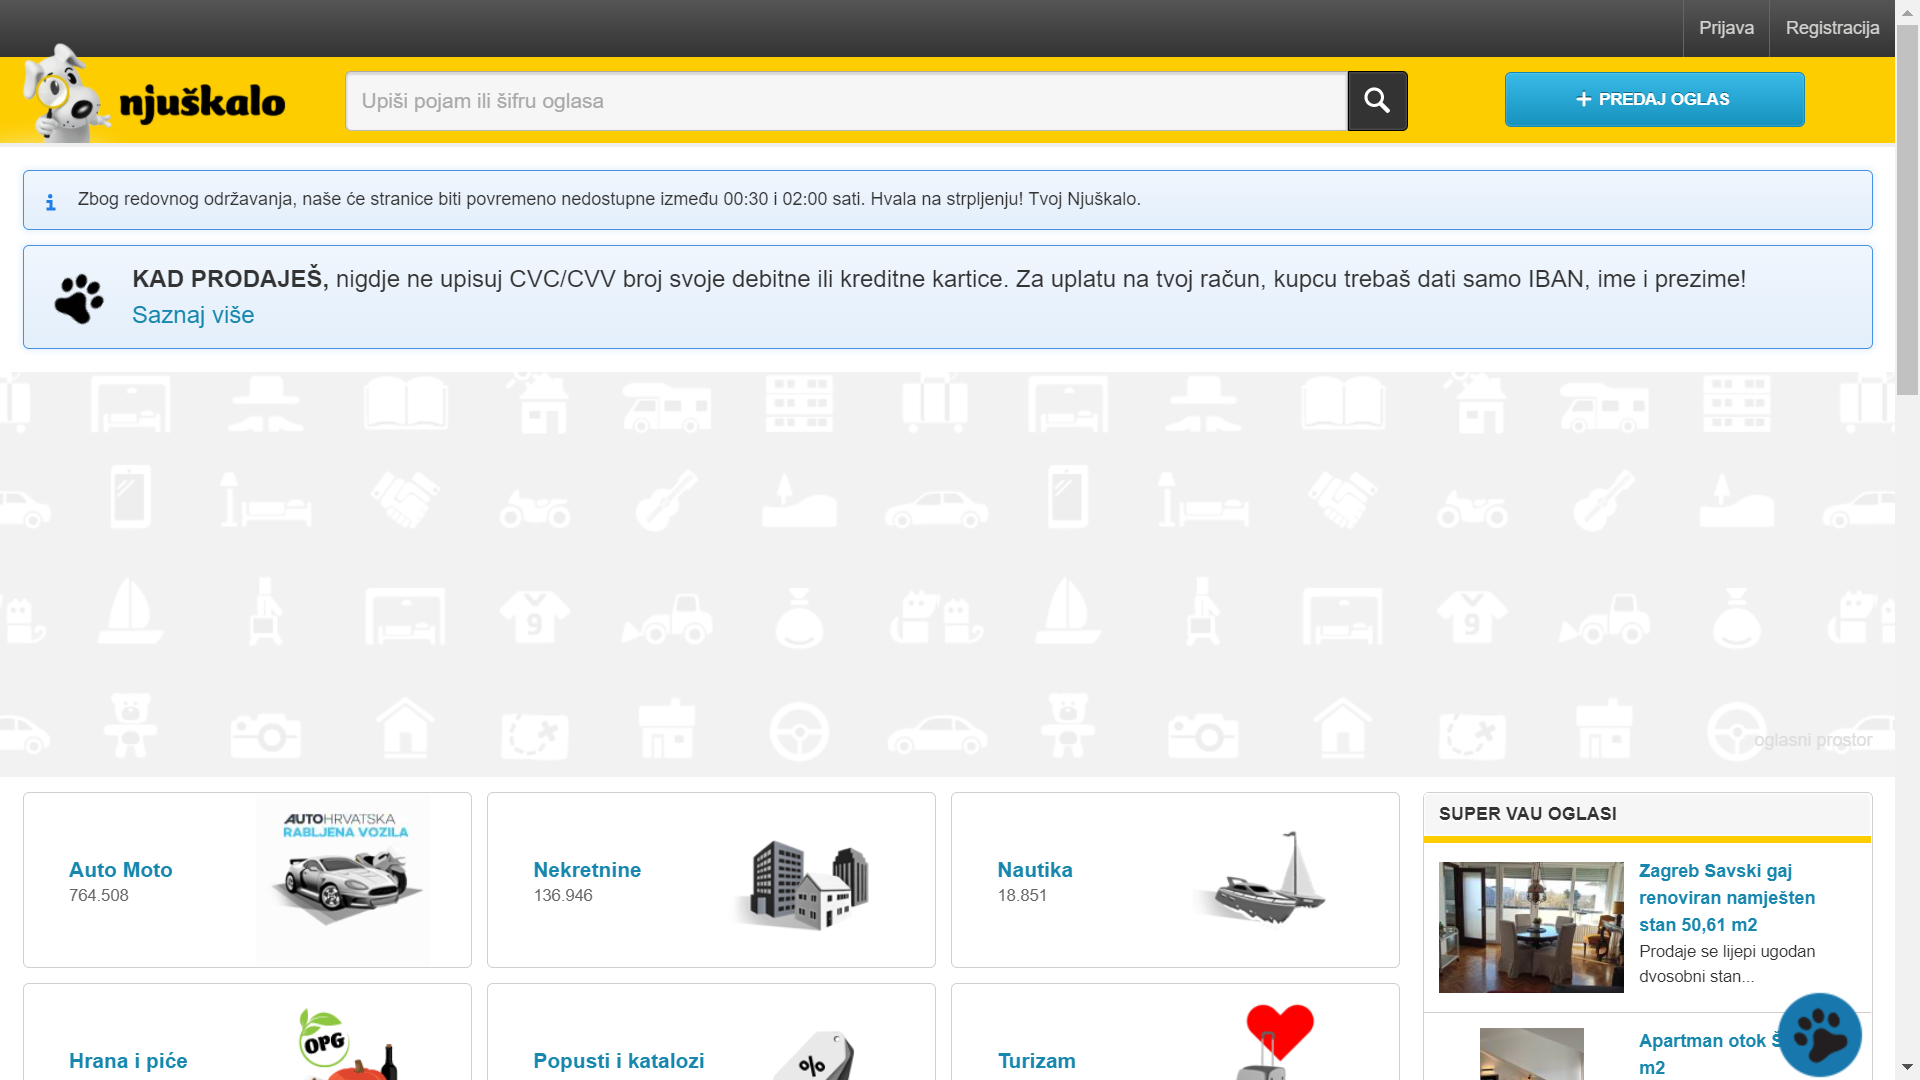 Prijava
Registracija
njuškalo
Upiši pojam ili šifru oglasa
+ PREDAJ OGLAS
Zbog redovnog održavanja, naše će stranice biti povremeno nedostupne između 00:30 i 02:00 sati. Hvala na strpljenju! Tvoj Njuškalo.
KAD PRODAJEŠ, nigdje ne upisuj CVC/CVV broj svoje debitne ili kreditne kartice. Za uplatu na tvoj račun, kupcu trebaš dati samo IBAN, ime i prezime!
Saznaj više
9
9
oglasni prostor
AUTOHRVATSKA
RABLJENA VOZILA
Auto Moto
764.508
Nekretnine
136.946
Nautika
18.851
SUPER VAU OGLASI
Zagreb Savski gaj
renoviran namješten
stan 50,61 m2
Prodaje se lijepi ugodan
dvosobni stan...
OPG
Hrana i piće
Popusti i katalozi
%
Turizam
Apartman otok
m2